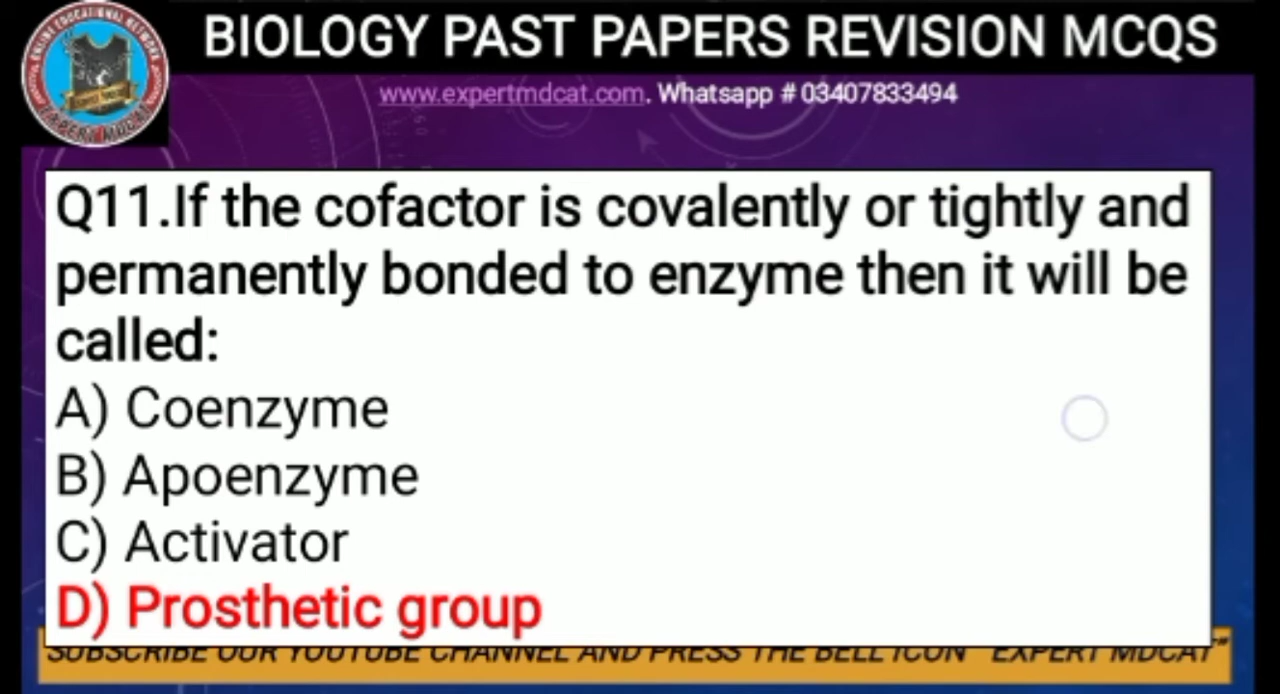 BIOLOGY PAST PAPERS REVISION MCQS
www.expertmdcat.com. Whatsapp # 03407833494
Q11.If the cofactor is covalently or tightly and
permanently bonded to enzyme then it will be
called:
A) Coenzyme
B) Apoenzyme
C) Activator
D) Prosthetic group
SUBSCRIBE OUR YOUTUBE CHANNEL AND PRESS THE BELL ICON " EXPERT MDCAT"